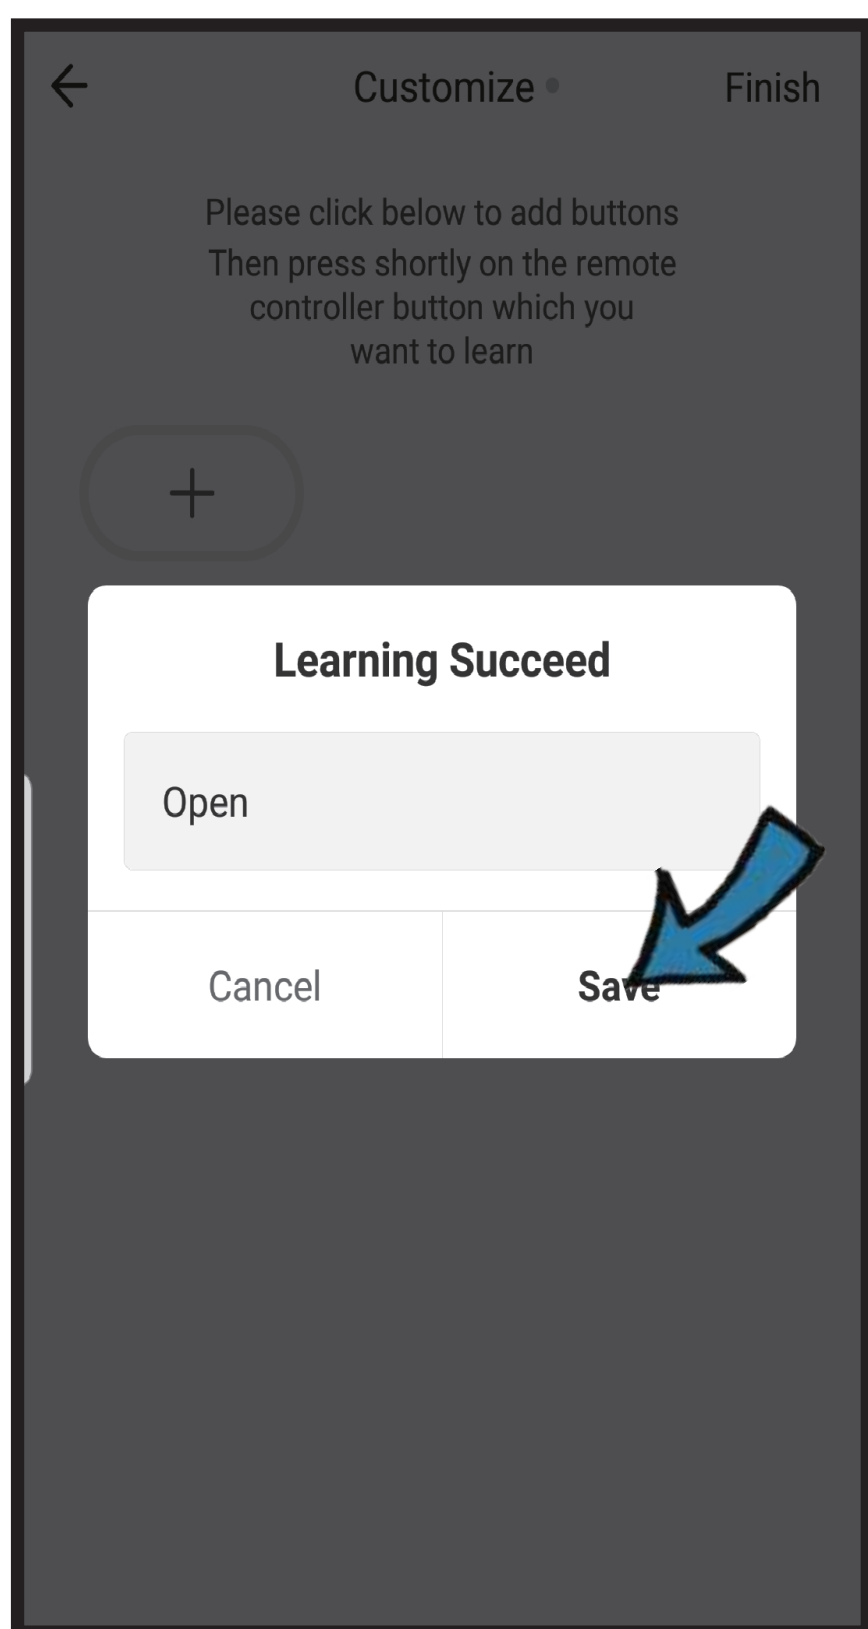 Customize
Finish
Please click below to add buttons
Then press shortly on the remote
controller button which you
want to learn
Learning Succeed
Open
Cancel
Save